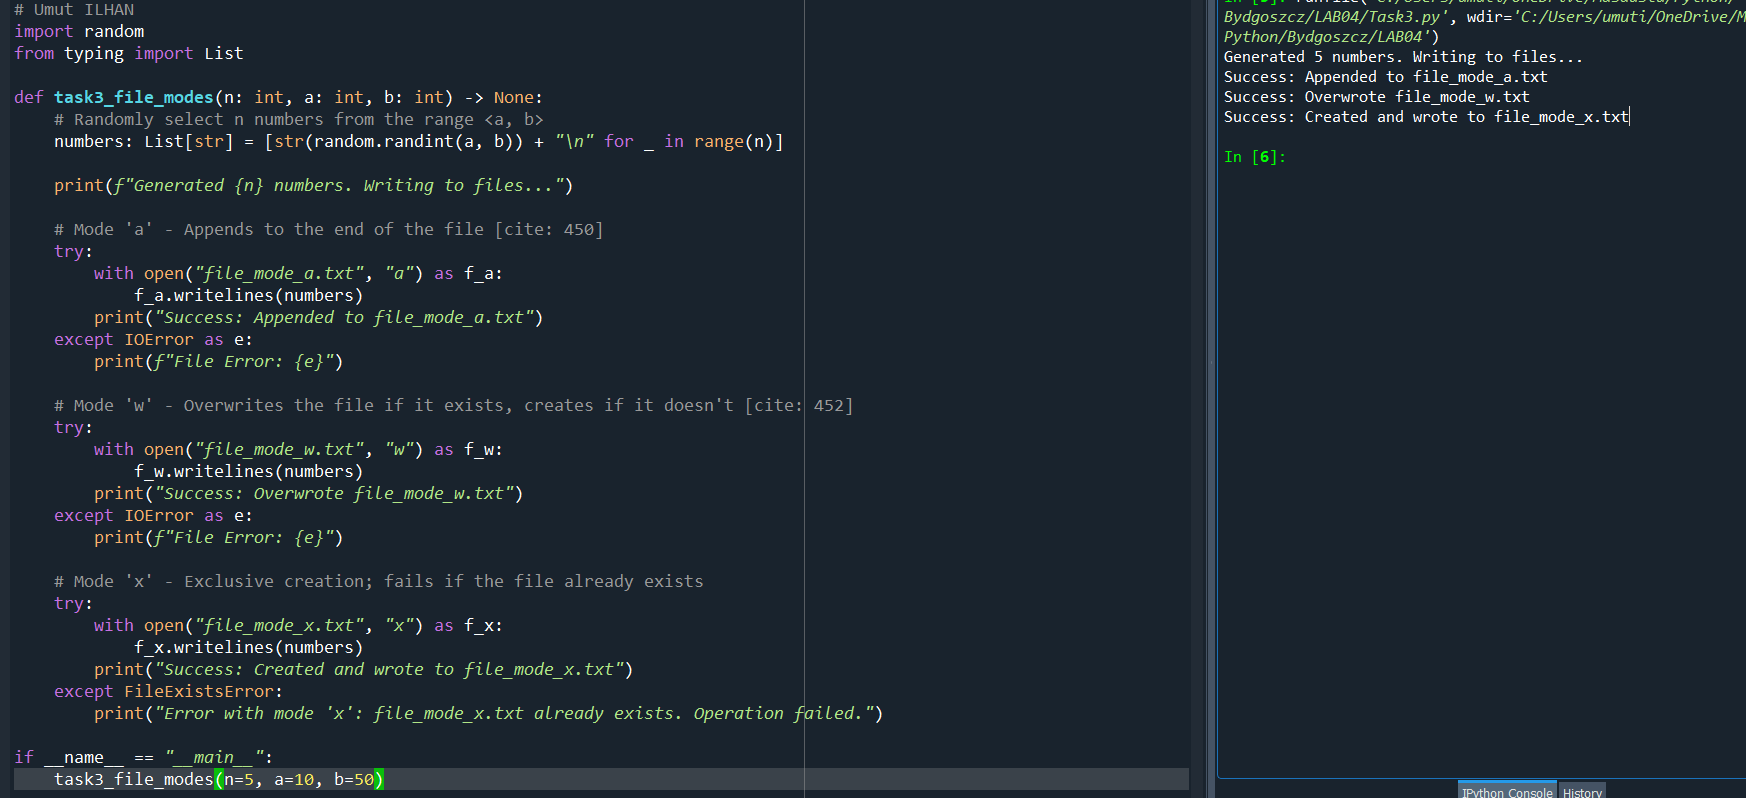 # Umut ILHAN
import random
from typing import List

def task3_file_modes(n: int, a: int, b: int) -> None:
    # Randomly select n numbers from the range <a, b>
    numbers: List[str] = [str(random.randint(a, b)) + "\n" for _ in range(n)]

    print(f"Generated {n} numbers. Writing to files...")

    # Mode 'a' - Appends to the end of the file [cite: 450]
    try:
        with open("file_mode_a.txt", "a") as f_a:
            f_a.writelines(numbers)
        print("Success: Appended to file_mode_a.txt")
    except IOError as e:
        print(f"File Error: {e}")

    # Mode 'w' - Overwrites the file if it exists, creates if it doesn't [cite: 452]
    try:
        with open("file_mode_w.txt", "w") as f_w:
            f_w.writelines(numbers)
        print("Success: Overwrote file_mode_w.txt")
    except IOError as e:
        print(f"File Error: {e}")

    # Mode 'x' - Exclusive creation; fails if the file already exists
    try:
        with open("file_mode_x.txt", "x") as f_x:
            f_x.writelines(numbers)
        print("Success: Created and wrote to file_mode_x.txt")
    except FileExistsError:
        print("Error with mode 'x': file_mode_x.txt already exists. Operation failed.")

if __name__ == "__main__":
    task3_file_modes(n=5, a=10, b=50)
Bydgoszcz/LAB04/Task3.py', wdir='C:/Users/umuti/OneDrive/M
Python/Bydgoszcz/LAB04')
Generated 5 numbers. Writing to files...
Success: Appended to file_mode_a.txt
Success: Overwrote file_mode_w.txt
Success: Created and wrote to file_mode_x.txt

In [6]:
IPython Console History